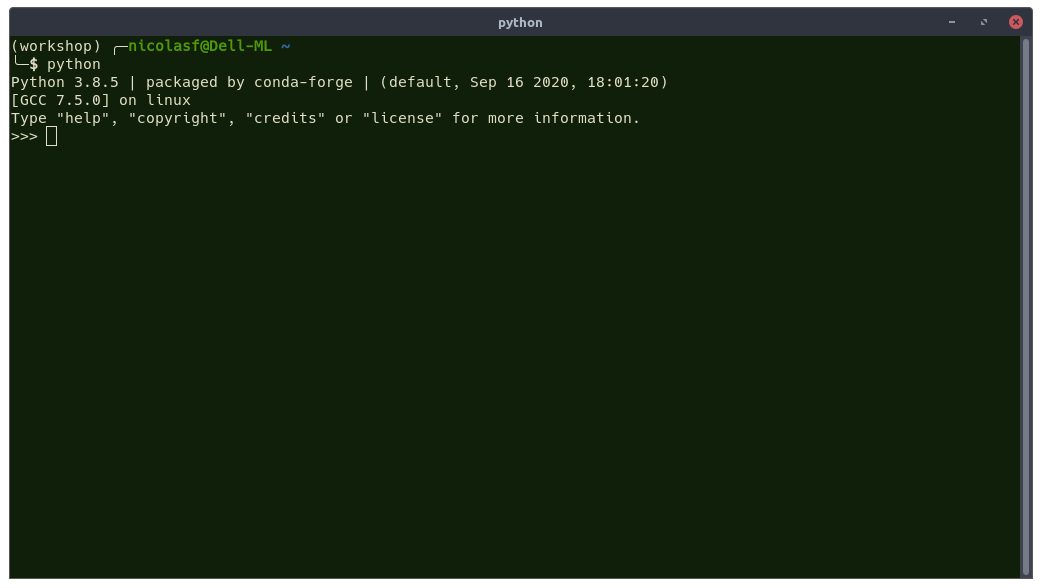 python
(workshop) ╭─nicolasf@Dell-ML ~
╰─$ python
Python 3.8.5 | packaged by conda-forge | (default, Sep 16 2020, 18:01:20)
[GCC 7.5.0] on linux
Type "help", "copyright", "credits" or "license" for more information.
>>>